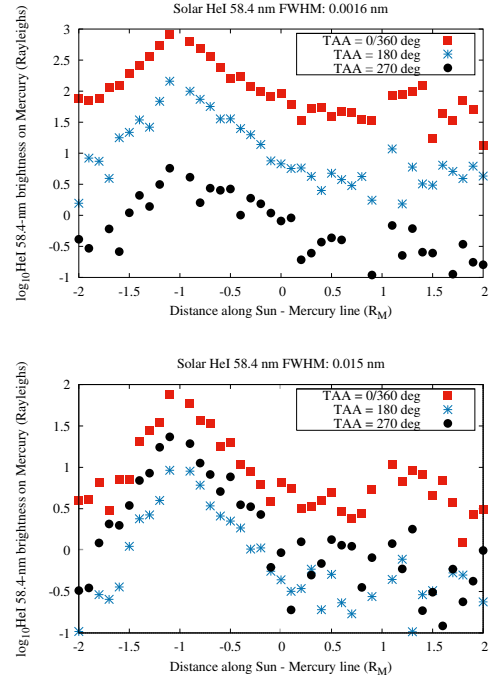 Solar HeI 58.4 nm FWHM: 0.0016 nm
log10HeI 58.4-nm brightness on Mercury (Rayleighs)
3
2.5
2
1.5
1
0.5
0
-0.5
-1
TAA = 0/360 deg
TAA = 180 deg
TAA = 270 deg
-2 -1.5 -1 -0.5 0 0.5 1 1.5 2
Distance along Sun - Mercury line (RM)
Solar HeI 58.4 nm FWHM: 0.015 nm
log10HeI 58.4-nm brightness on Mercury (Rayleighs)
2
1.5
1
0.5
0
-0.5
-1
TAA = 0/360 deg
TAA = 180 deg
TAA = 270 deg
-2 -1.5 -1 -0.5 0 0.5 1 1.5 2
Distance along Sun - Mercury line (RM)